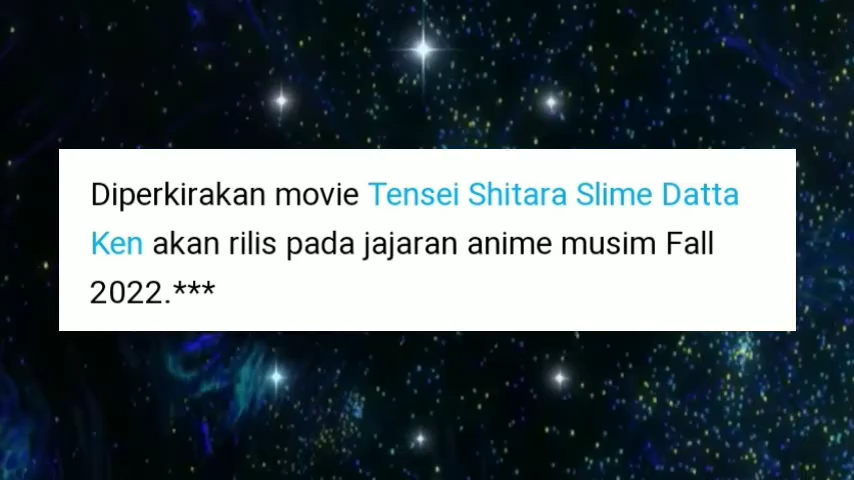 Diperkirakan movie Tensei Shitara Slime Datta
Ken akan rilis pada jajaran anime musim Fall
2022.***